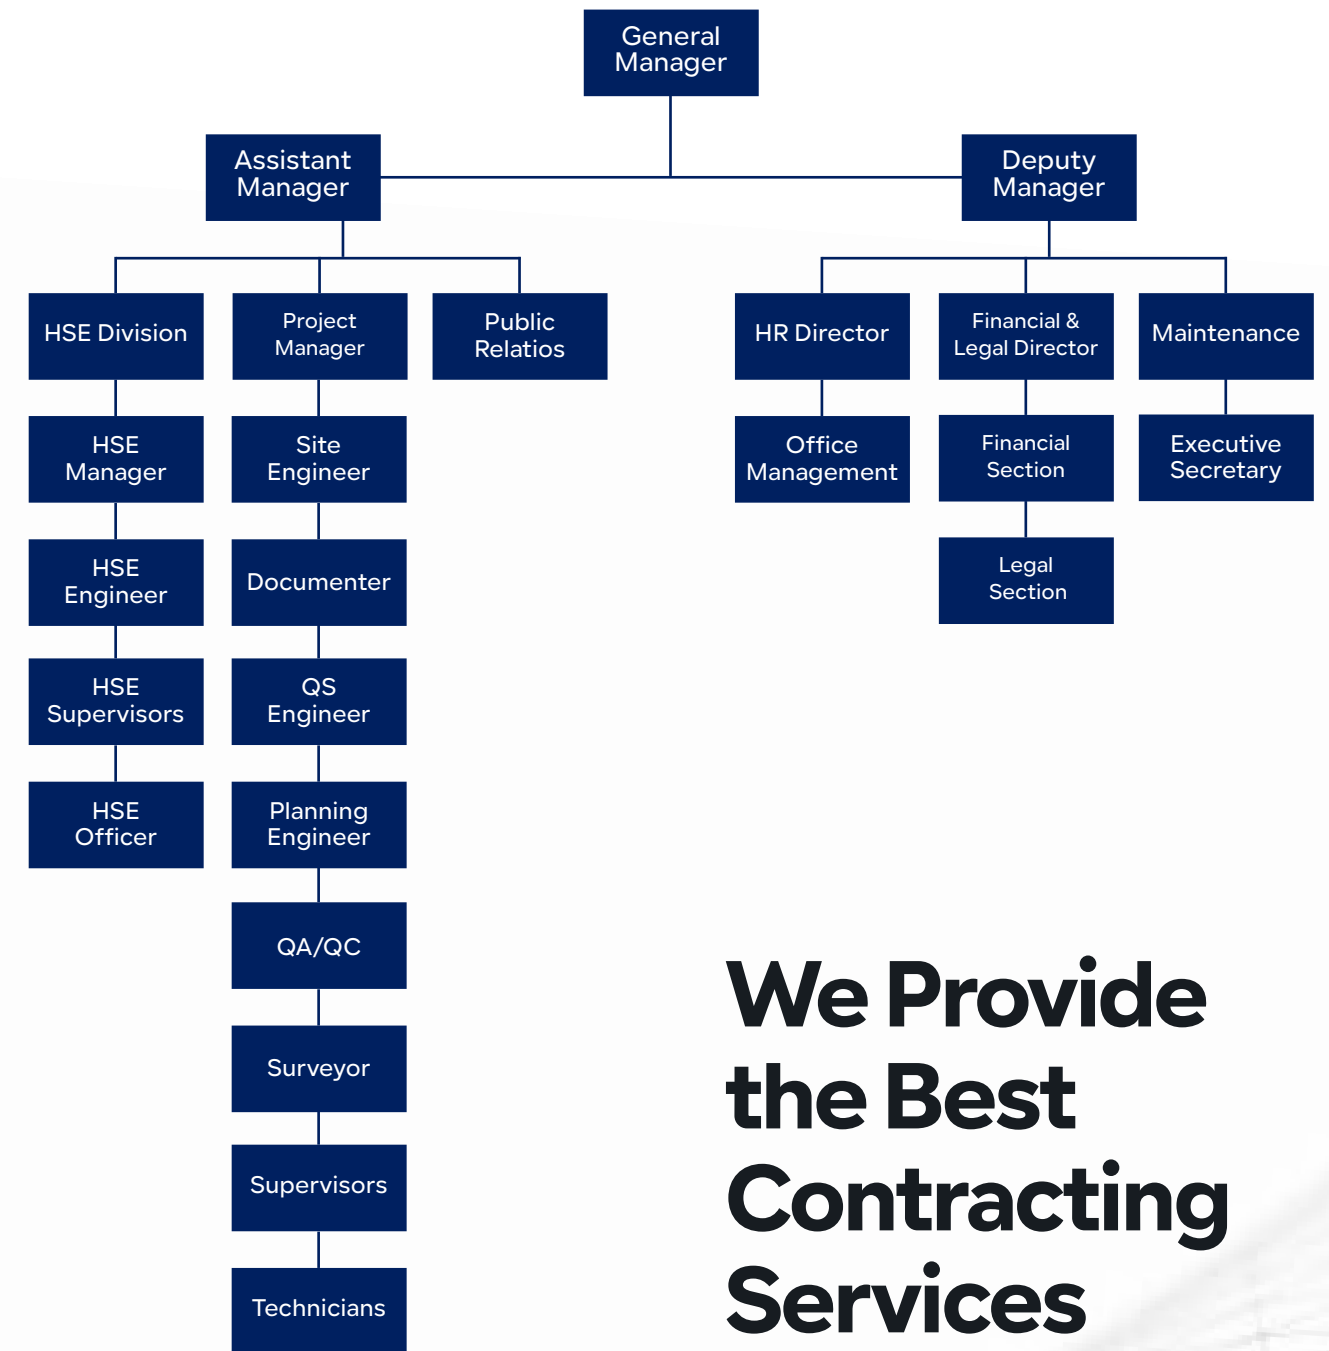 General
Manager
Assistant
Manager
Deputy
Manager
HSE Division
Project
Manager
Public
Relatios
HR Director
Financial &
Legal Director
Maintenance
HSE
Manager
Site
Engineer
Office
Management
Financial
Section
Executive
Secretary
HSE
Engineer
Documenter
Legal
Section
HSE
Supervisors
QS
Engineer
HSE
Officer
Planning
Engineer
QA/QC
Surveyor
Supervisors
Technicians
We Provide
the Best
Contracting
Services